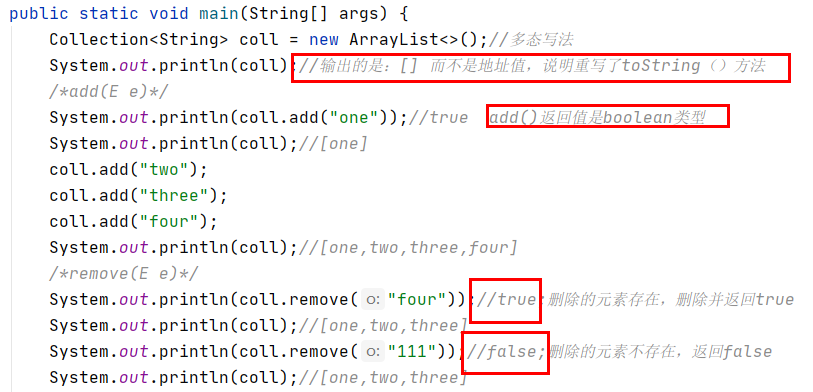 public static void main(String[] args) {
Collection<String> coll = new ArrayList<>();//多态写法
System.out.println(coll);//输出的是：[] 而不是地址值，说明重写了toString（）方法
/*add(E e)*/
System.out.println(coll.add("one"));//true  add()返回值是boolean类型
System.out.println(coll);//[one]
coll.add("two");
coll.add("three");
coll.add("four");
System.out.println(coll);//[one,two,three,four]
/*remove(E e)*/
System.out.println(coll.remove( o: "four"));//true;删除的元素存在，删除并返回true
System.out.println(coll);//[one,two,three]
System.out.println(coll.remove( o: "111"));//false;删除的元素不存在，返回false
System.out.println(coll);//[one,two,three]